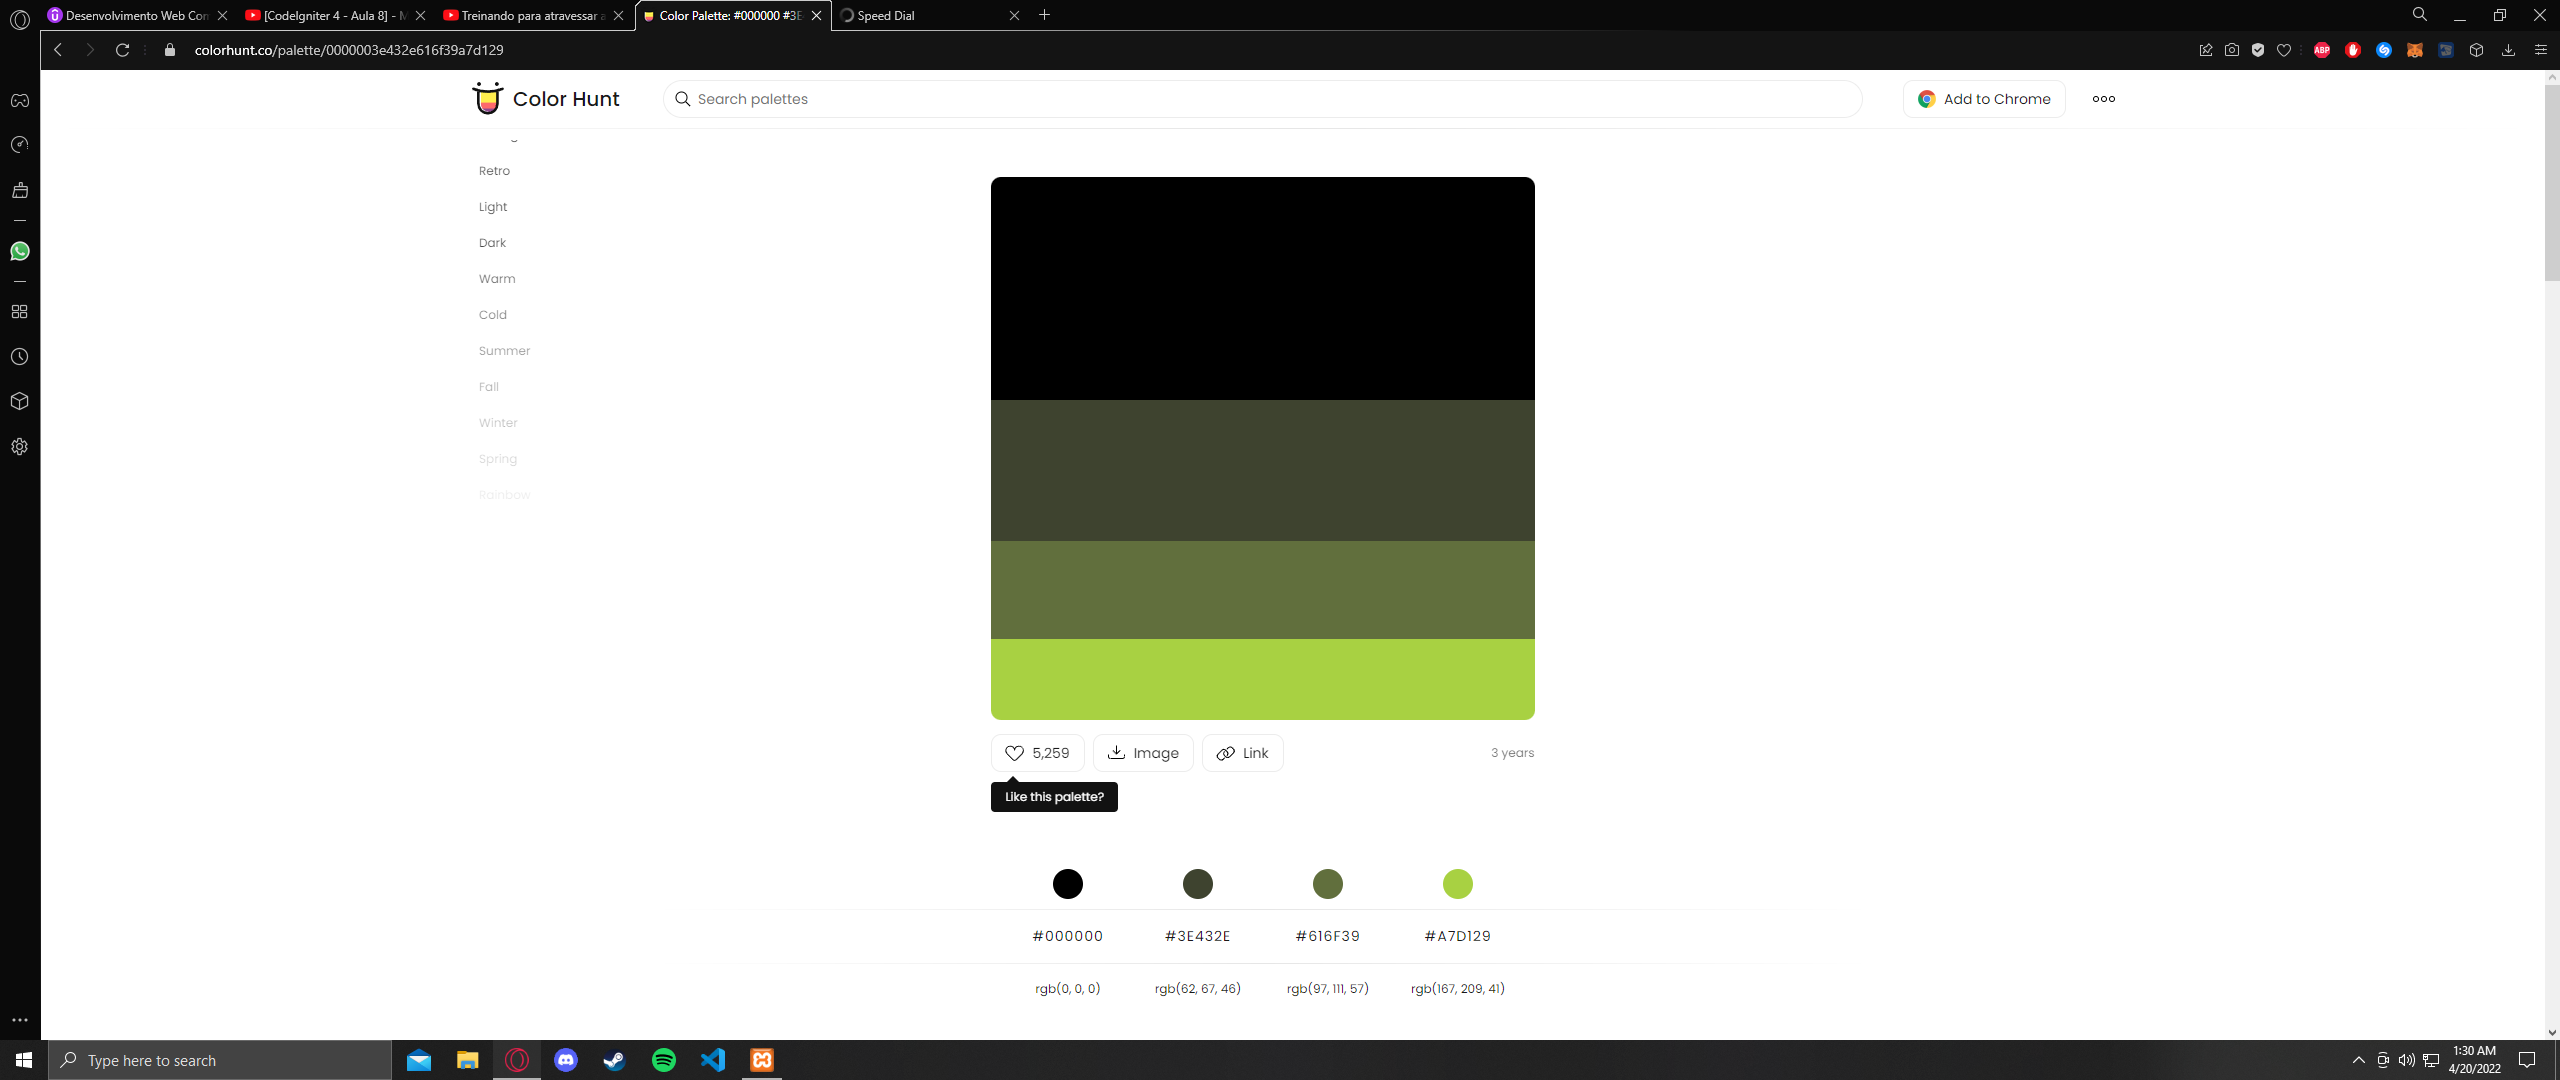 Desenvolvimento Web Con
[CodeIgniter 4 - Aula 8] - M
Treinando para atravessar a
Color Palette: #000000 #3E
Speed Dial
colorhunt.co/palette/0000003e432e616f39a7d129
ABP
Color Hunt
Search palettes
Add to Chrome
Retro
Light
Dark
Warm
Cold
Summer
Fall
Winter
Spring
Rainbow
5,259
Image
Link
3 years
Like this palette?
#000000
#3E432E
#616F39
#A7D129
rgb(0, 0, 0)
rgb(62, 67, 46)
rgb(97, 111, 57)
rgb(167, 209, 41)
Type here to search
1:30 AM
4/20/2022